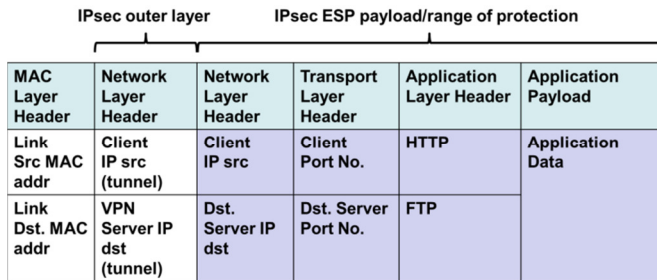 IPsec outer layer IPsec ESP payload/range of protection
MAC Layer Header
Network Layer Header
Network Layer Header
Transport Layer Header
Application Layer Header
Application Payload
Link Src MAC addr
Client IP src (tunnel)
Client IP src
Client Port No.
HTTP
Application Data
Link Dst. MAC addr
VPN Server IP dst (tunnel)
Dst. Server IP dst
Dst. Server Port No.
FTP